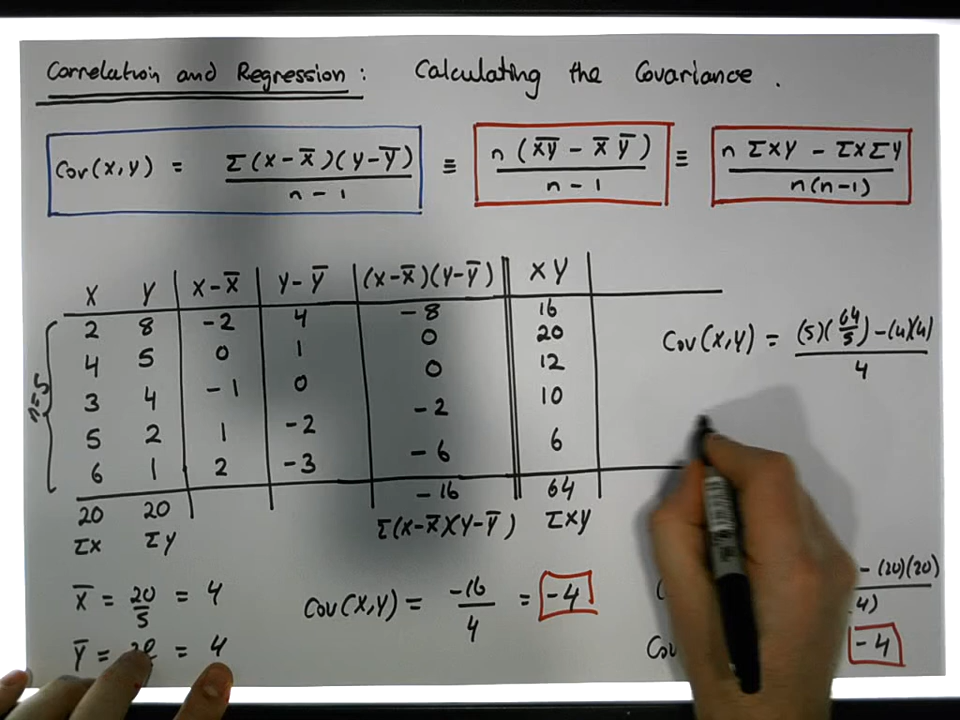 Correlation and Regression : Calculating the Covariance .
Cov(X,Y) = Σ(X-X̅)(Y-Y̅) / n-1 ≡ n(X̅Y̅ - X̅ Y̅) / n-1 ≡ nΣXY - ΣXΣY / n(n-1)
X Y X-X̅ Y-Y̅ (X-X̅)(Y-Y̅) XY
2 8 -2 4 -8 16
4 5 0 1 0 20
3 4 -1 0 0 12
5 2 1 -2 -2 10
6 1 2 -3 -6 6
n=5
20 20 -16 64
ΣX ΣY Σ(X-X̅)(Y-Y̅) ΣXY
Cov(X,Y) = (5)(64/5) - (4)(4) / 4
X̅ = 20/5 = 4
Y̅ = 20 = 4
Cov(X,Y) = -16/4 = -4
- (20)(20)
4)
Cov -4